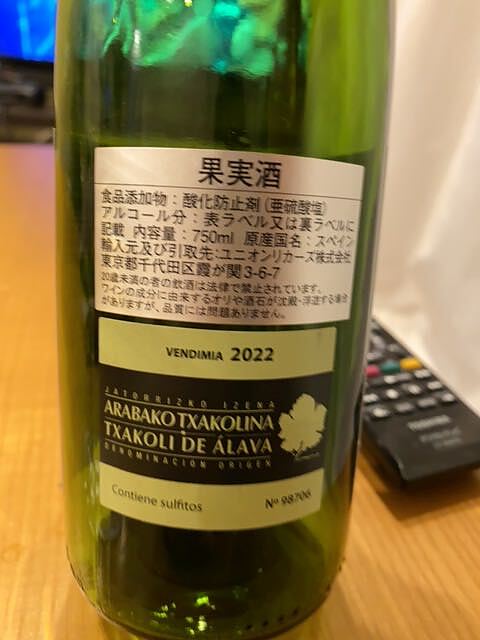 果実酒
食品添加物：酸化防止剤（亜硫酸塩）
アルコール分：表ラベル又は裏ラベルに
記載 内容量：750ml 原産国名：スペイン
輸入元及び引取先：ユニオンリカーズ株式会社
東京都千代田区霞が関3-6-7
20歳未満の者の飲酒は法律で禁止されています。
ワインの成分に由来するオリや酒石が沈殿・浮遊する場合
がありますが、品質には問題ありません。
VENDIMIA 2022
JATORRIZKO IZENA
ARABAKO TXAKOLINA
TXAKOLI DE ÁLAVA
DENOMINACIÓN ORIGEN
Contiene sulfitos
Nº 98706
TOSHIBA